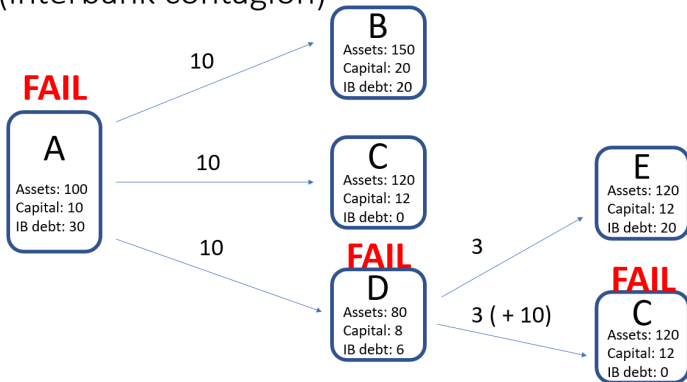 (interbank contagion)
FAIL
A
Assets: 100
Capital: 10
IB debt: 30
10
10
10
B
Assets: 150
Capital: 20
IB debt: 20
C
Assets: 120
Capital: 12
IB debt: 0
FAIL
D
Assets: 80
Capital: 8
IB debt: 6
3
3 ( + 10)
E
Assets: 120
Capital: 12
IB debt: 20
FAIL
C
Assets: 120
Capital: 12
IB debt: 0